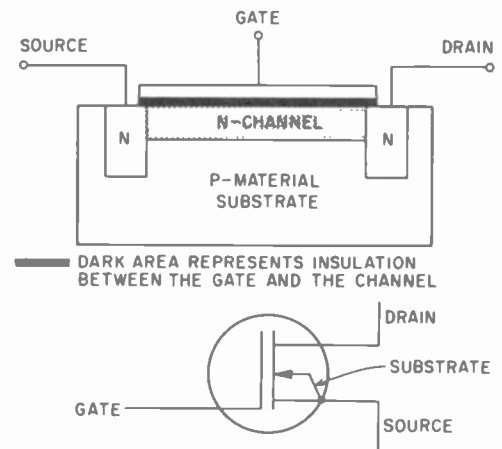 GATE
SOURCE
DRAIN
N-CHANNEL
N
N
P-MATERIAL
SUBSTRATE
DARK AREA REPRESENTS INSULATION
BETWEEN THE GATE AND THE CHANNEL
DRAIN
SUBSTRATE
GATE
SOURCE